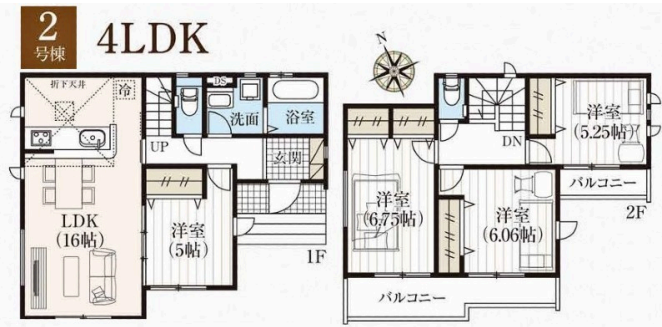 2
号棟
4LDK
折下天井
冷
DS
洗面
浴室
UP
玄関
LDK
(16帖)
洋室
(5帖)
1F
N
洋室
(5.25帖)
DN
バルコニー
2F
洋室
(6.75帖)
洋室
(6.06帖)
バルコニー